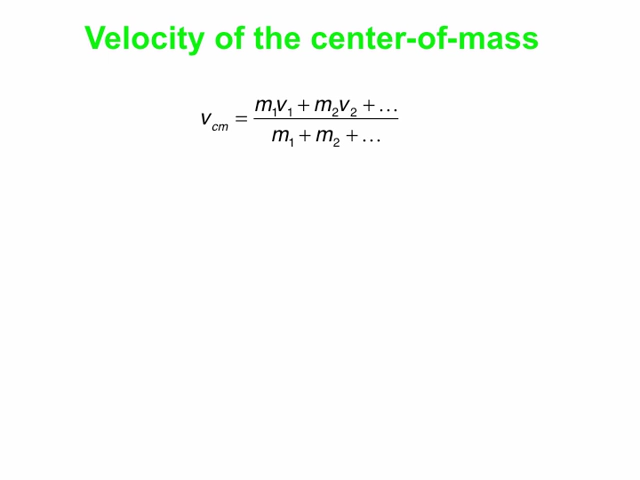 Velocity of the center-of-mass
v_cm = (m₁v₁ + m₂v₂ + …) / (m₁ + m₂ + …)